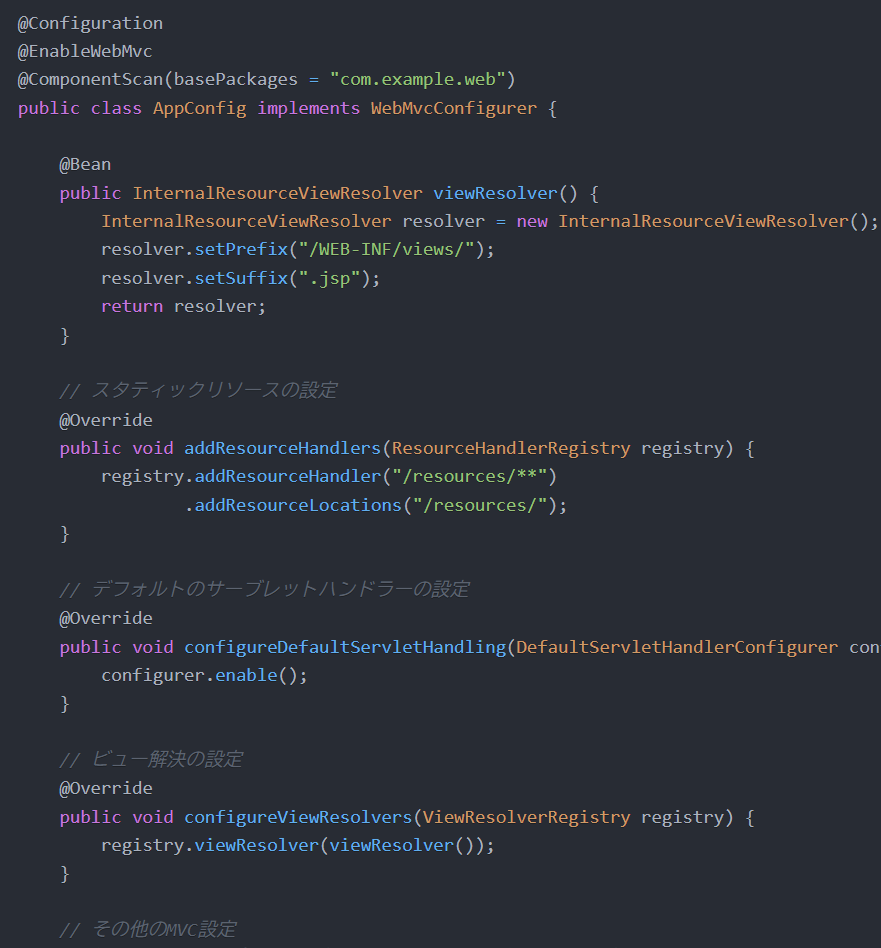 @Configuration
@EnableWebMvc
@ComponentScan(basePackages = "com.example.web")
public class AppConfig implements WebMvcConfigurer {
@Bean
public InternalResourceViewResolver viewResolver() {
InternalResourceViewResolver resolver = new InternalResourceViewResolver();
resolver.setPrefix("/WEB-INF/views/");
resolver.setSuffix(".jsp");
return resolver;
}
// スタティックリソースの設定
@Override
public void addResourceHandlers(ResourceHandlerRegistry registry) {
registry.addResourceHandler("/resources/**")
.addResourceLocations("/resources/");
}
// デフォルトのサーブレットハンドラーの設定
@Override
public void configureDefaultServletHandling(DefaultServletHandlerConfigurer con
configurer.enable();
}
// ビュー解決の設定
@Override
public void configureViewResolvers(ViewResolverRegistry registry) {
registry.viewResolver(viewResolver());
}
// その他のMVC設定